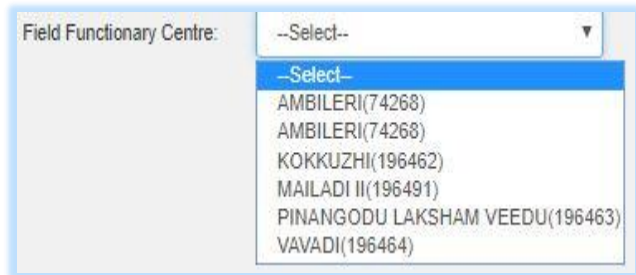 Field Functionary Centre: --Select--
--Select--
AMBILERI(74268)
AMBILERI(74268)
KOKKUZHI(196462)
MAILADI II(196491)
PINANGODU LAKSHAM VEEDU(196463)
VAVADI(196464)